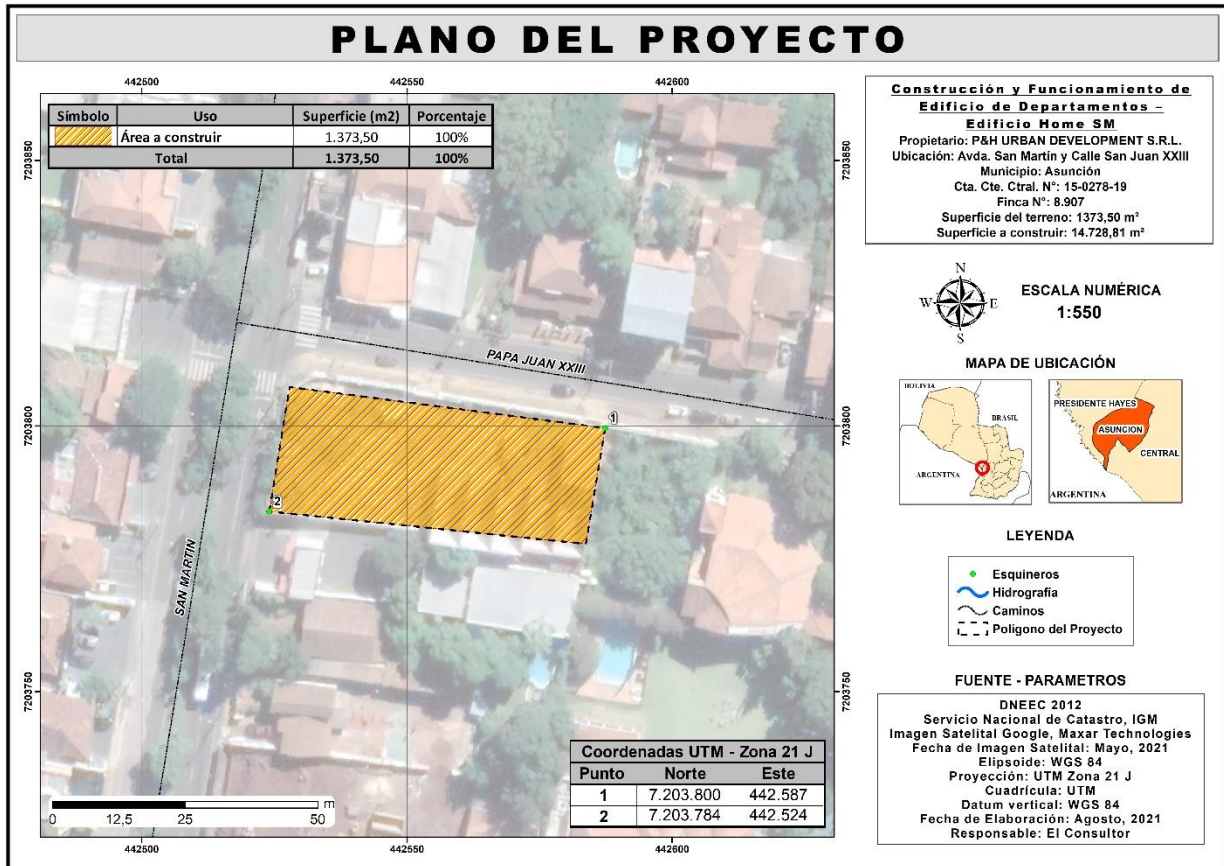 PLANO DEL PROYECTO
442500 442550 442600
Símbolo Uso Superficie (m2) Porcentaje
Área a construir 1.373,50 100%
Total 1.373,50 100%
7203850 7203850
7203800 7203800
7203750 7203750
PAPA JUAN XXIII
SAN MARTIN
1
2
Coordenadas UTM - Zona 21 J
Punto Norte Este
1 7.203.800 442.587
2 7.203.784 442.524
m
0 12,5 25 50
442500 442550 442600
Construcción y Funcionamiento de
Edificio de Departamentos –
Edificio Home SM
Propietario: P&H URBAN DEVELOPMENT S.R.L.
Ubicación: Avda. San Martín y Calle San Juan XXIII
Municipio: Asunción
Cta. Cte. Ctral. N°: 15-0278-19
Finca N°: 8.907
Superficie del terreno: 1373,50 m²
Superficie a construir: 14.728,81 m²
N
W E
S
ESCALA NUMÉRICA
1:550
MAPA DE UBICACIÓN
BOLIVIA
BRASIL
ARGENTINA
PRESIDENTE HAYES
ASUNCION
CENTRAL
ARGENTINA
LEYENDA
Esquineros
Hidrografía
Caminos
Polígono del Proyecto
FUENTE - PARAMETROS
DNEEC 2012
Servicio Nacional de Catastro, IGM
Imagen Satelital Google, Maxar Technologies
Fecha de Imagen Satelital: Mayo, 2021
Elipsoide: WGS 84
Proyección: UTM Zona 21 J
Cuadrícula: UTM
Datum vertical: WGS 84
Fecha de Elaboración: Agosto, 2021
Responsable: El Consultor